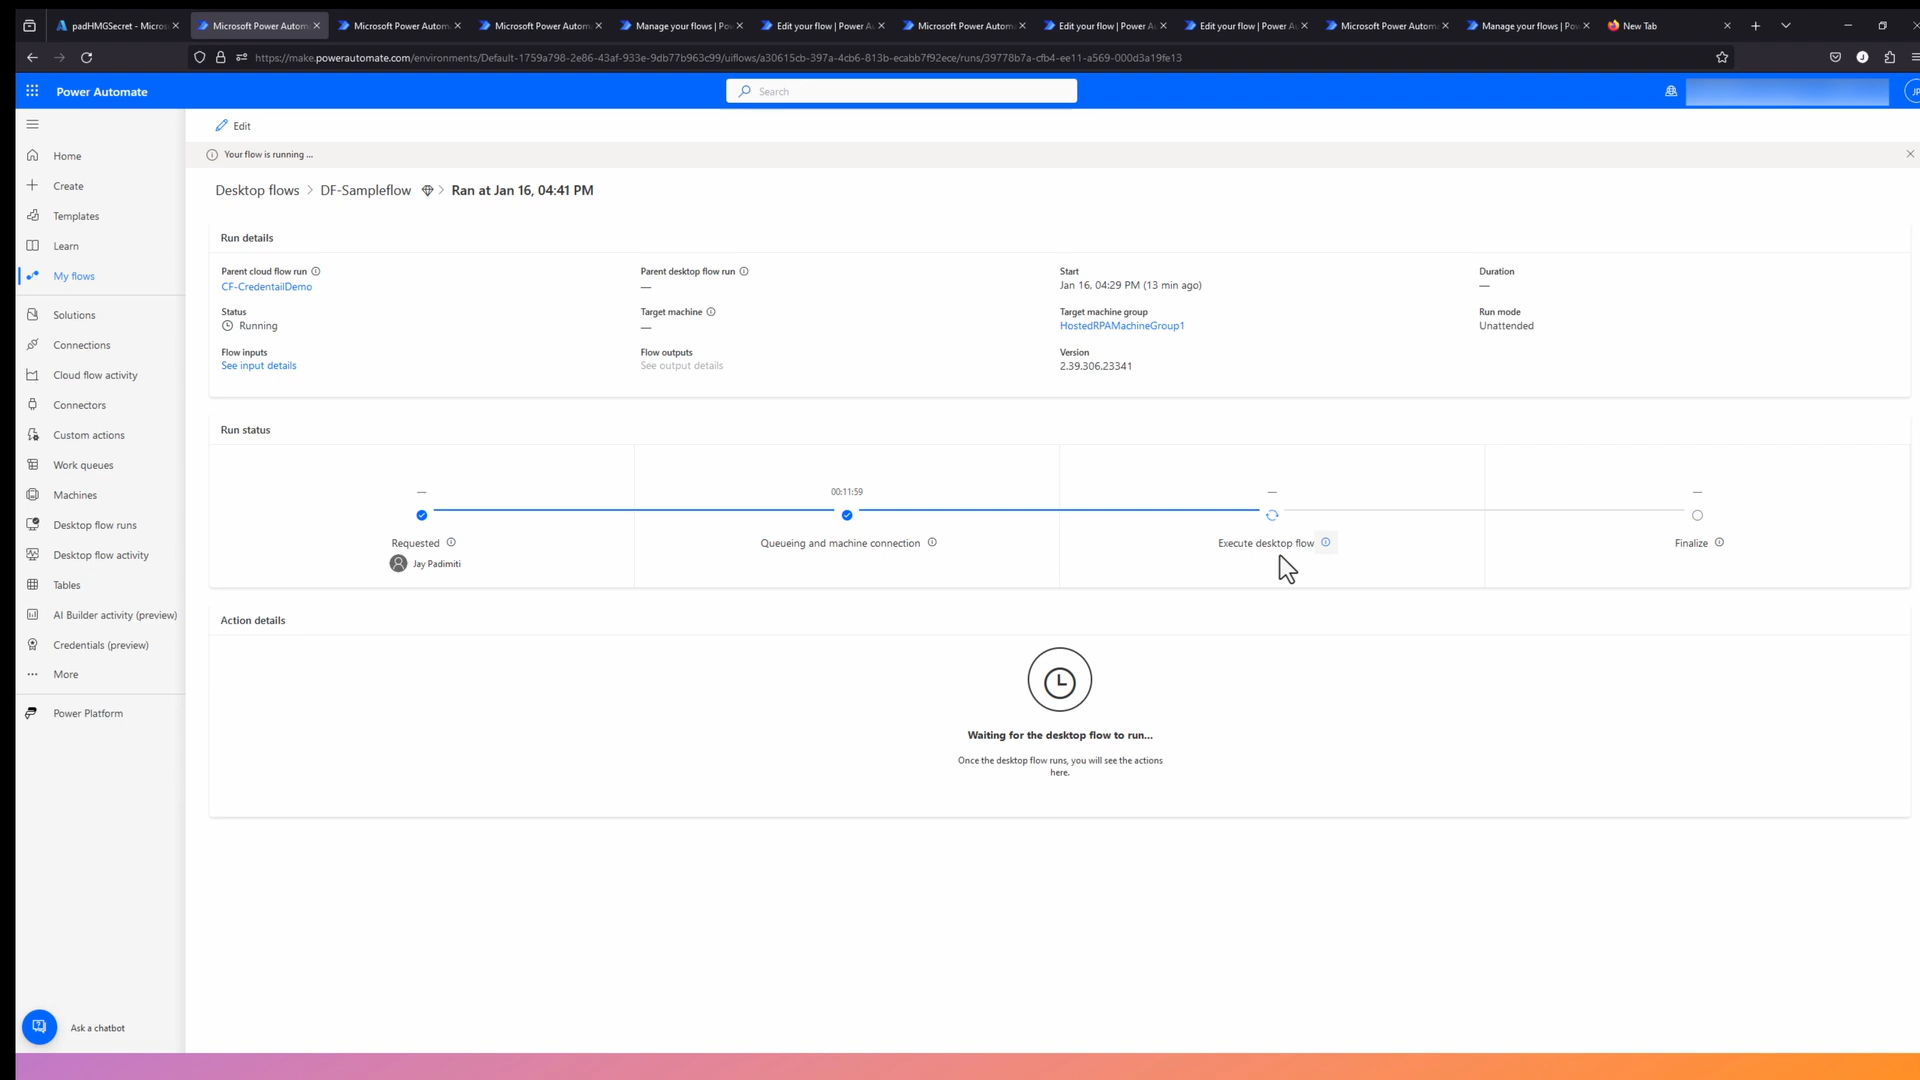 padHMGSecret - Micros
Microsoft Power Autom
Microsoft Power Autom
Microsoft Power Autom
Manage your flows | Po
Edit your flow | Power A
Microsoft Power Autom
Edit your flow | Power A
Edit your flow | Power A
Microsoft Power Autom
Manage your flows | Po
New Tab
https://make.powerautomate.com/environments/Default-1759a798-2e86-43af-933e-9db77b963c99/uiflows/a30615cb-397a-4cb6-813b-ecabb7f92ece/runs/39778b7a-cfb4-ee11-a569-000d3a19fe13
J
Power Automate
Search
JP
Edit
Your flow is running ...
Home
Create
Templates
Learn
My flows
Solutions
Connections
Cloud flow activity
Connectors
Custom actions
Work queues
Machines
Desktop flow runs
Desktop flow activity
Tables
AI Builder activity (preview)
Credentials (preview)
More
Power Platform
Ask a chatbot
Desktop flows > DF-Sampleflow > Ran at Jan 16, 04:41 PM
Run details
Parent cloud flow run
CF-CredentailDemo
Parent desktop flow run
—
Start
Jan 16, 04:29 PM (13 min ago)
Duration
—
Status
Running
Target machine
—
Target machine group
HostedRPAMachineGroup1
Run mode
Unattended
Flow inputs
See input details
Flow outputs
See output details
Version
2.39.306.23341
Run status
—
Requested
Jay Padimiti
00:11:59
Queueing and machine connection
—
Execute desktop flow
—
Finalize
Action details
Waiting for the desktop flow to run...
Once the desktop flow runs, you will see the actions
here.